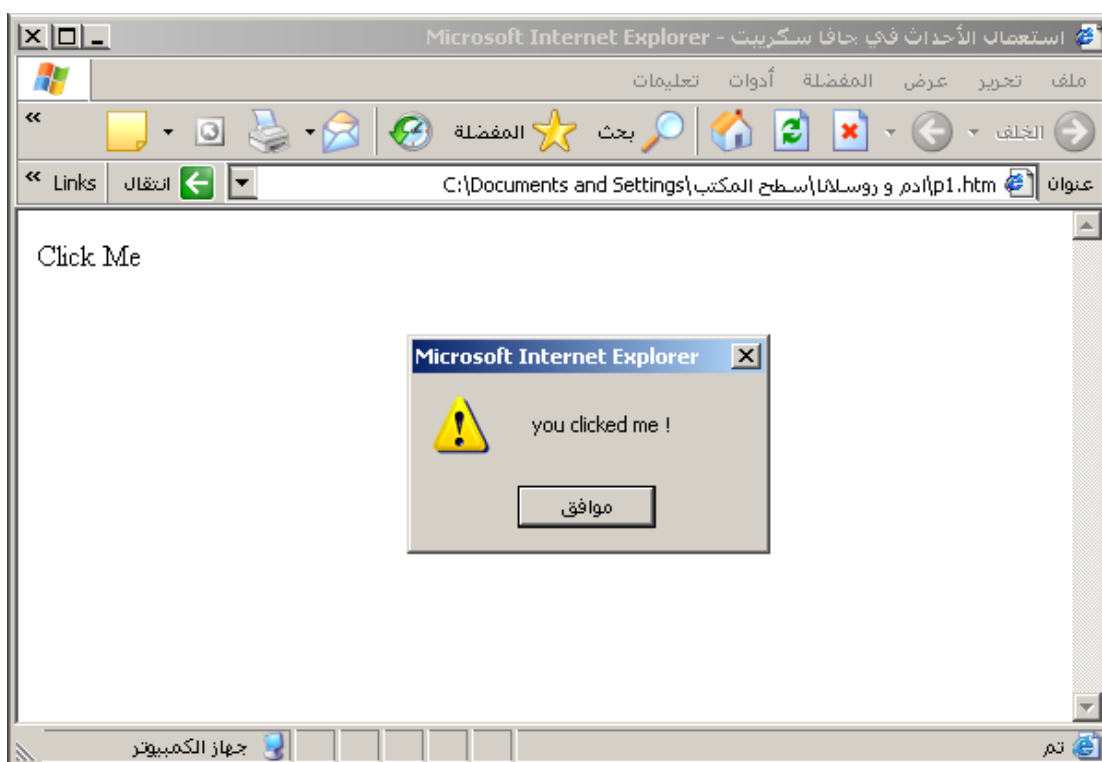 استعمال الأحداث في جافا سكريبت - Microsoft Internet Explorer
ملف تحرير عرض المفضلة أدوات تعليمات
الخلف بحث المفضلة »
عنوان C:\Documents and Settings\ادم و روسلانا\سطح المكتب\p1.htm انتقال Links »
Click Me
Microsoft Internet Explorer
you clicked me !
موافق
تم جهاز الكمبيوتر